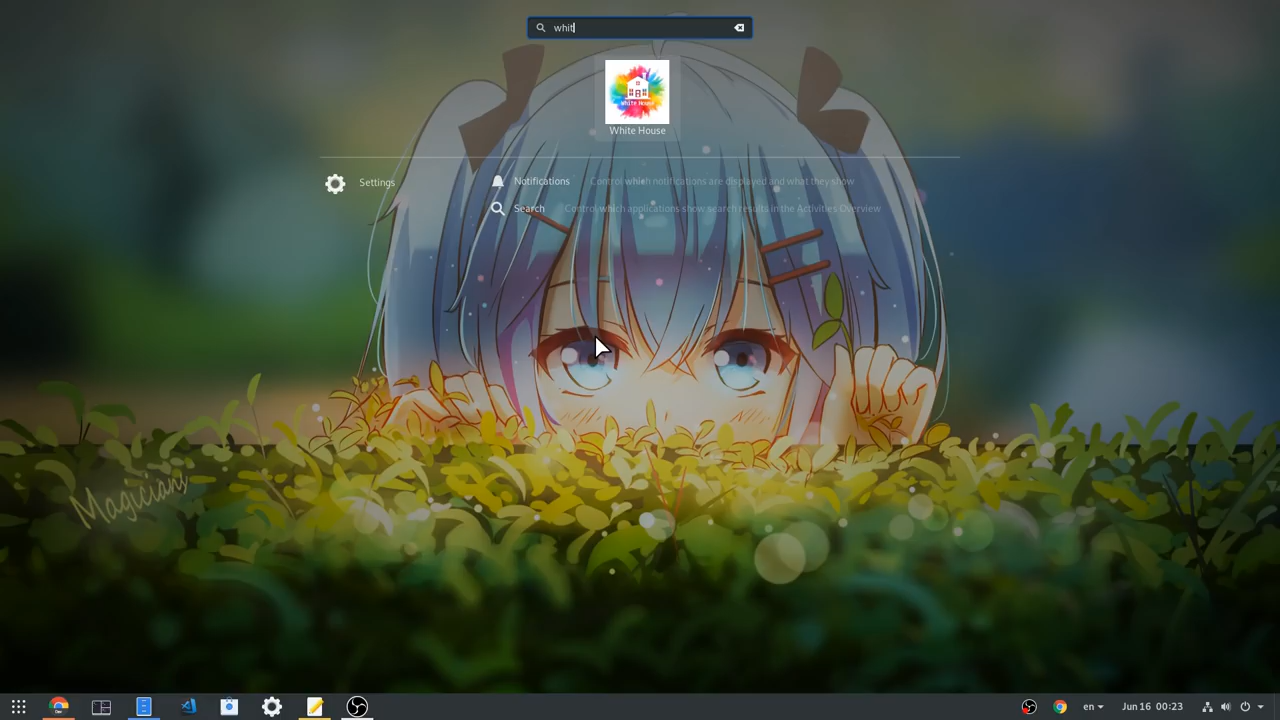 whit
White House
White House
Settings
Notifications Control which notifications are displayed and what they show
Search Control which applications show search results in the Activities Overview
Magicians
en
Jun 16 00:23